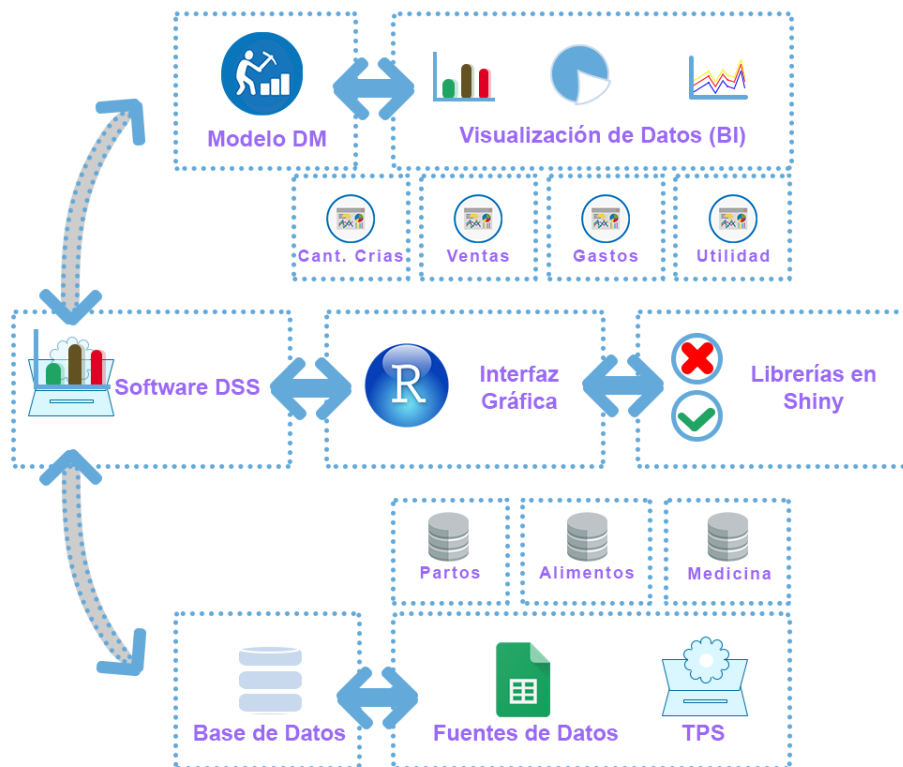 Modelo DM
Visualización de Datos (BI)
Cant. Crias
Ventas
Gastos
Utilidad
Software DSS
R
Interfaz
Gráfica
Librerías en
Shiny
Partos
Alimentos
Medicina
Base de Datos
Fuentes de Datos
TPS